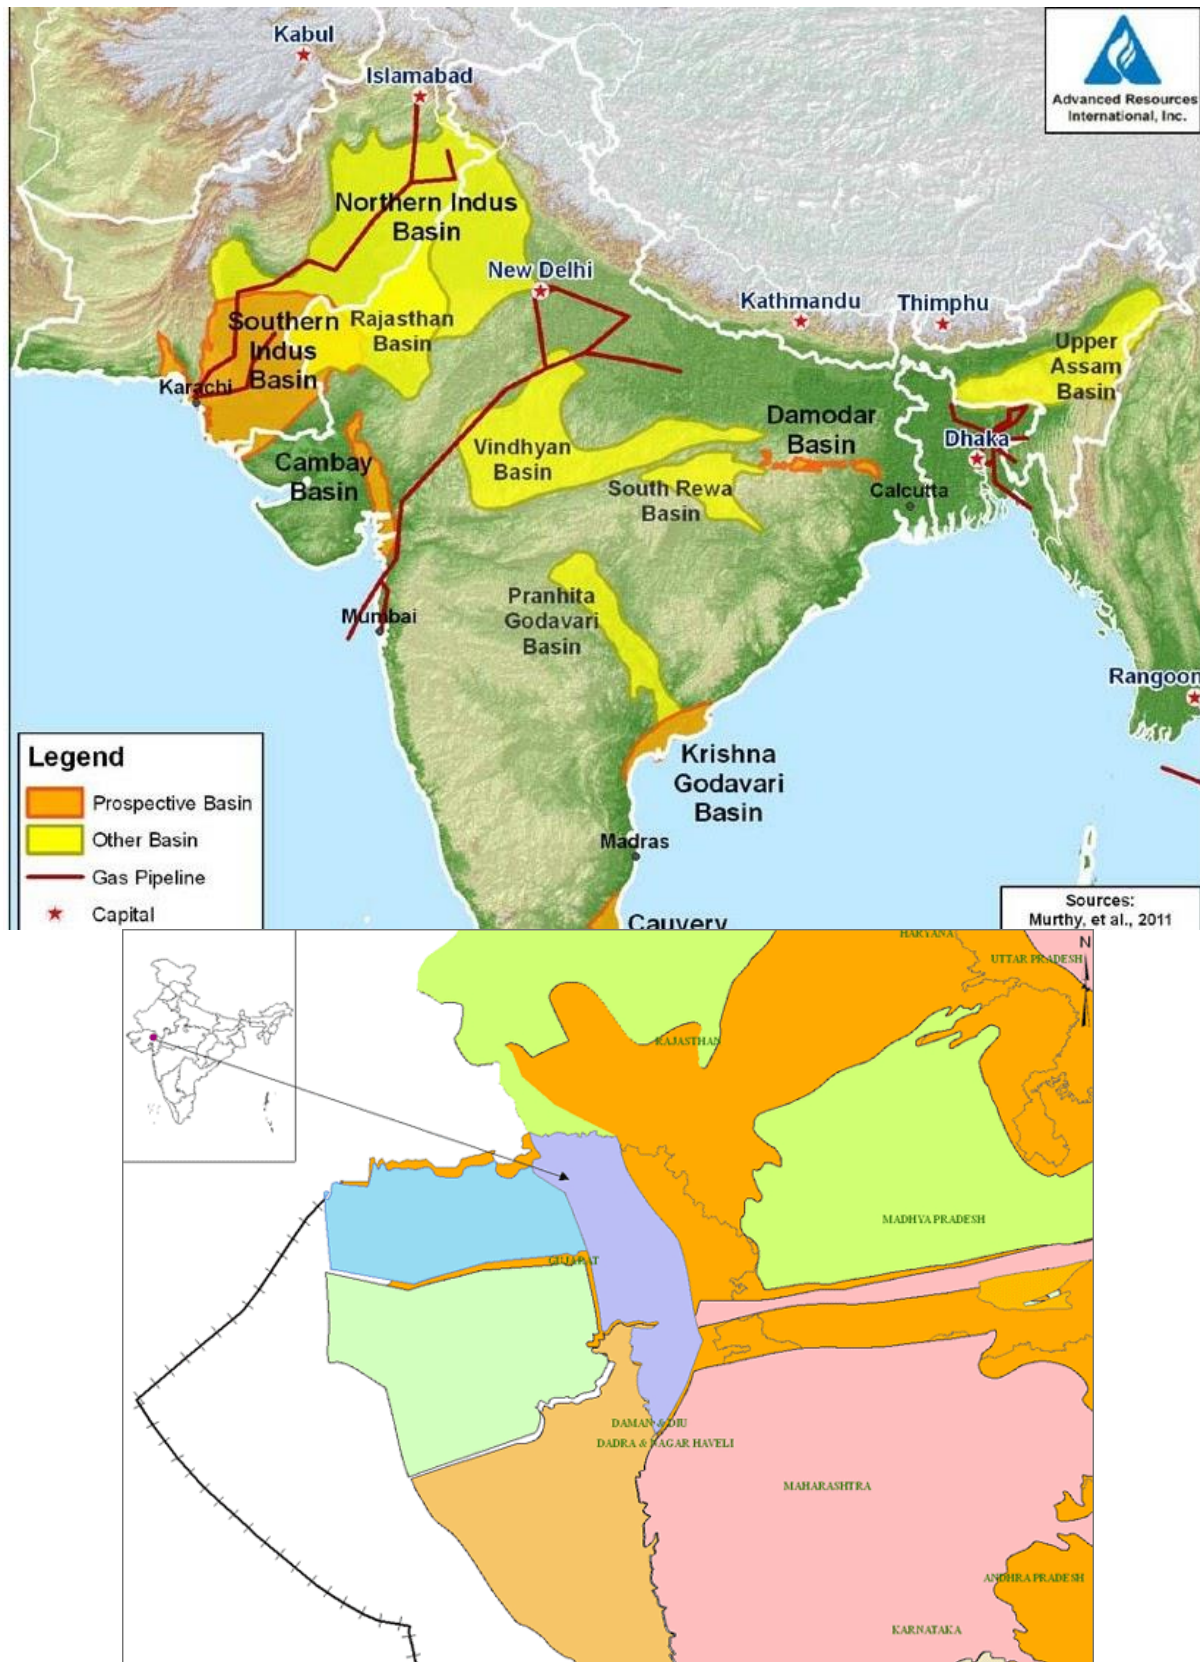 Kabul
Islamabad
Advanced Resources
International, Inc.
Northern Indus
Basin
New Delhi
Kathmandu
Thimphu
Southern
Indus
Basin
Rajasthan
Basin
Upper
Assam
Basin
Karachi
Damodar
Basin
Dhaka
Cambay
Basin
Vindhyan
Basin
South Rewa
Basin
Calcutta
Pranhita
Godavari
Basin
Mumbai
Rangoon
Krishna
Godavari
Basin
Legend
Prospective Basin
Other Basin
Gas Pipeline
Capital
Madras
Cauvery
Sources:
Murthy, et al., 2011
HARYANA
N
UTTAR PRADESH
RAJASTHAN
MADHYA PRADESH
GUJARAT
DAMAN & DIU
DADRA & NAGAR HAVELI
MAHARASHTRA
ANDHRA PRADESH
KARNATAKA